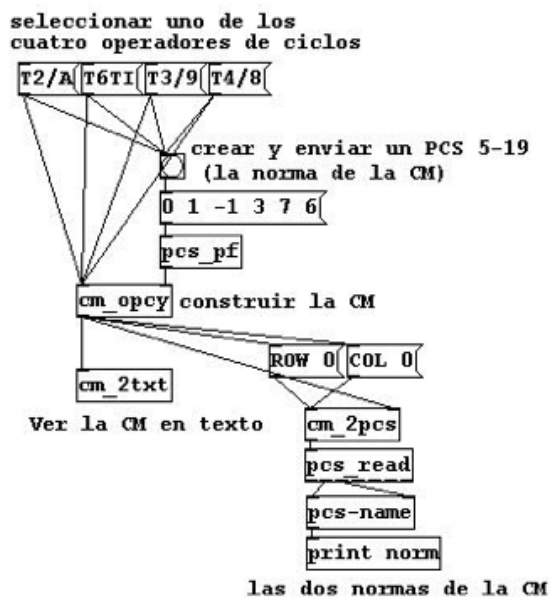 seleccionar uno de los
cuatro operadores de ciclos
T2/A T6TI T3/9 T4/8
crear y enviar un PCS 5-19
(la norma de la CM)
0 1 -1 3 7 6
pcs_pf
cm_opcy construir la CM
ROW 0 COL 0
cm_2txt
Ver la CM en texto
cm_2pcs
pcs_read
pcs-name
print norm
las dos normas de la CM